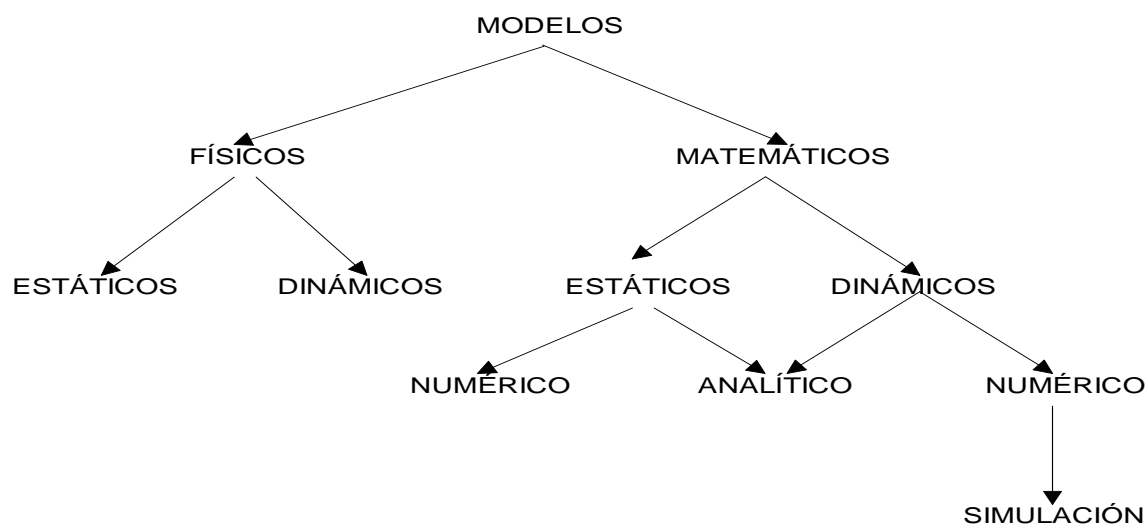 MODELOS
FÍSICOS MATEMÁTICOS
ESTÁTICOS DINÁMICOS ESTÁTICOS DINÁMICOS
NUMÉRICO ANALÍTICO NUMÉRICO
SIMULACIÓN